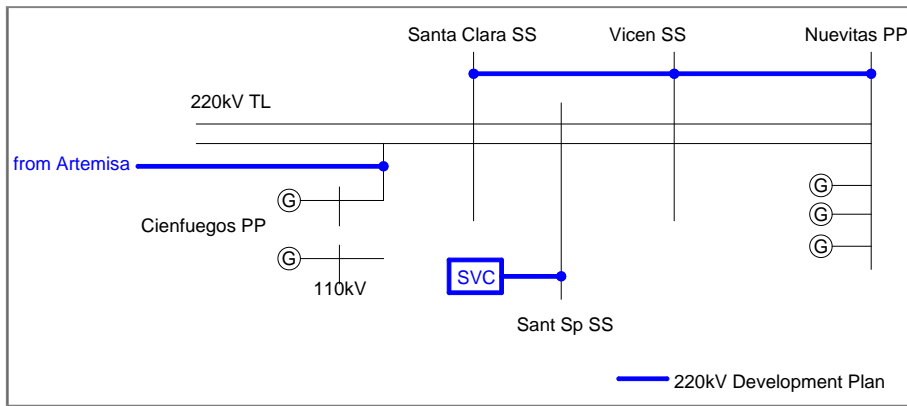 Santa Clara SS
Vicen SS
Nuevitas PP
220kV TL
from Artemisa
G
Cienfuegos PP
G
110kV
SVC
Sant Sp SS
G
G
G
220kV Development Plan